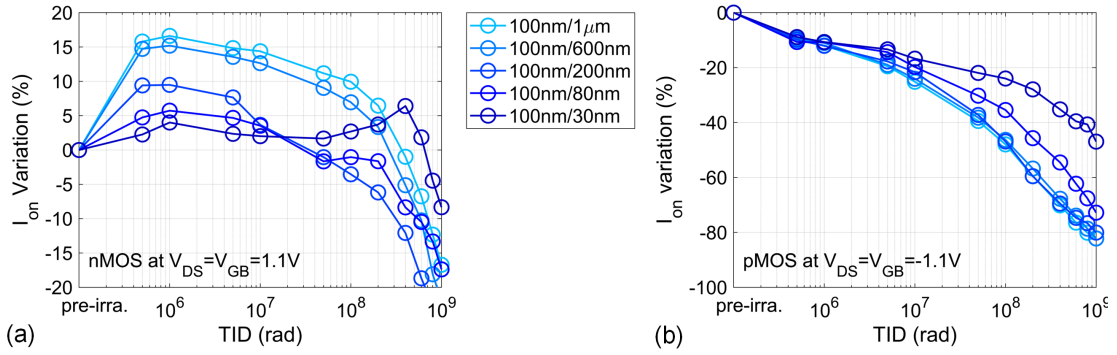 20
15
10
5
0
-5
-10
-15
-20
I_on Variation (%)
nMOS at V_DS=V_GB=1.1V
pre-irra. 10^6 10^7 10^8 10^9
TID (rad)
(a)
100nm/1μm
100nm/600nm
100nm/200nm
100nm/80nm
100nm/30nm
0
-20
-40
-60
-80
-100
I_on variation (%)
pMOS at V_DS=V_GB=-1.1V
pre-irra. 10^6 10^7 10^8 10^9
TID (rad)
(b)